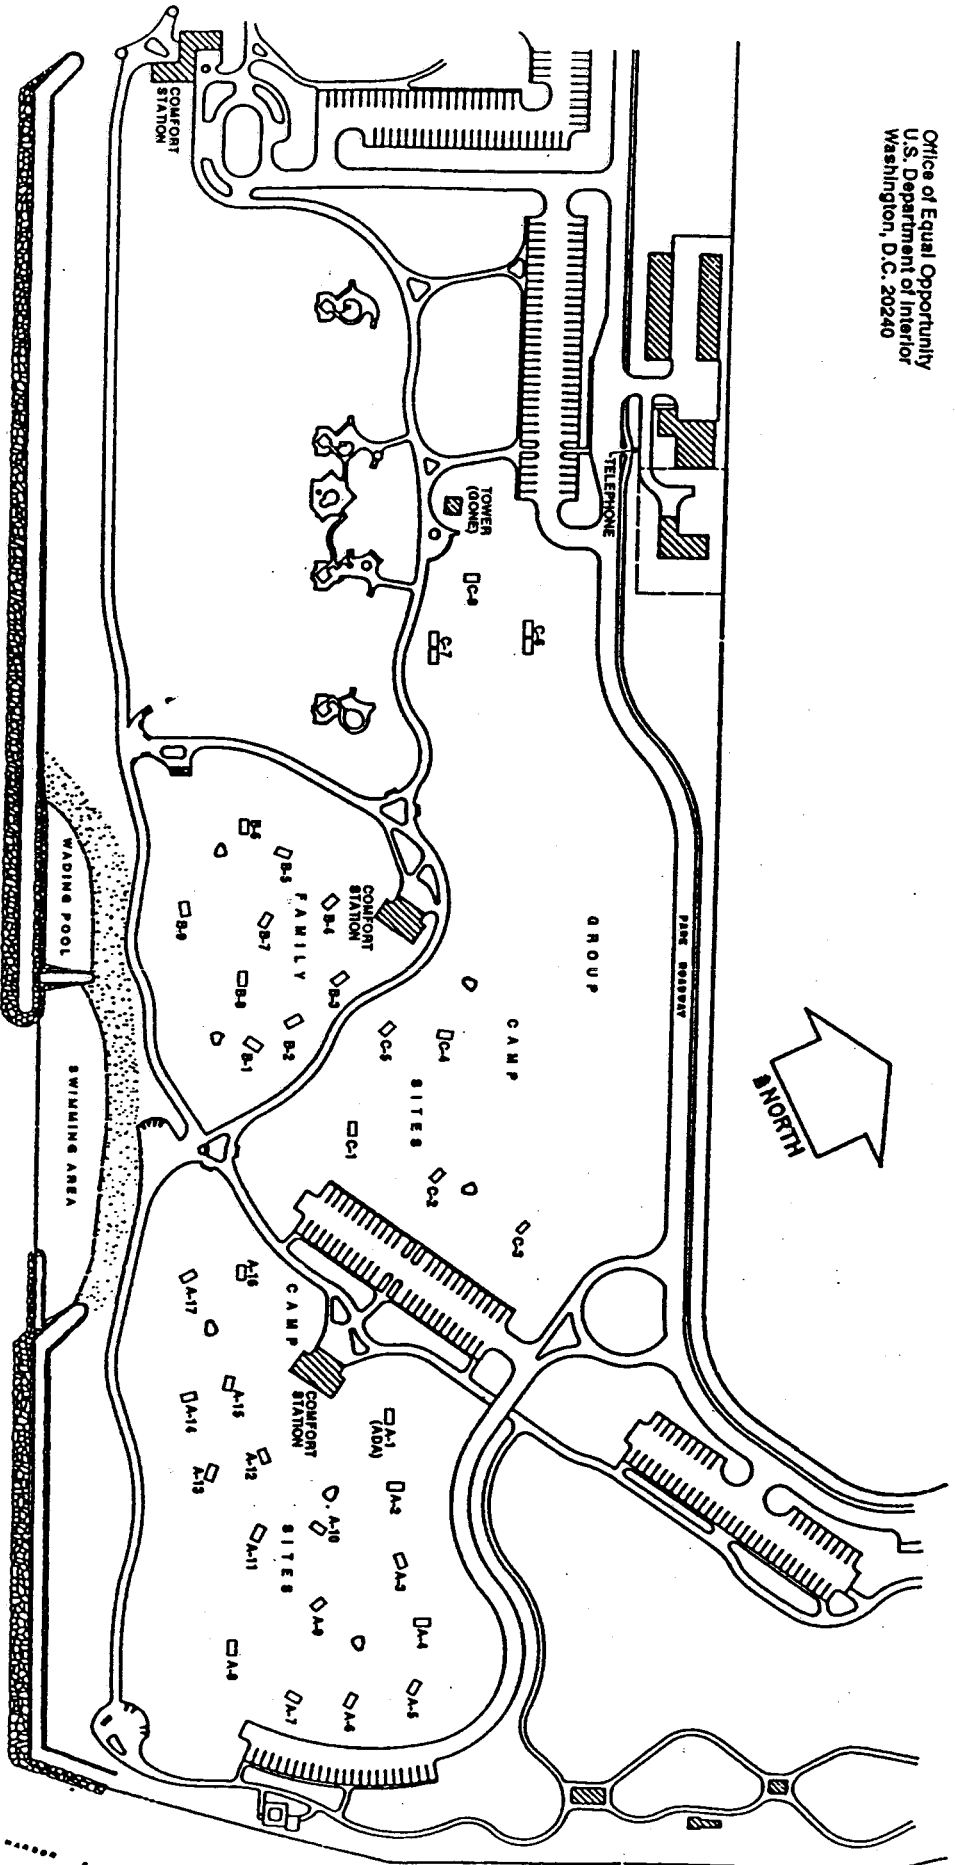 Office of Equal Opportunity
U.S. Department of Interior
Washington, D.C. 20240
COMFORT
STATION
TELEPHONE
TOWER
(GONE)
C-8
C-7
C-6
PARK ROADWAY
NORTH
GROUP
CAMP
SITES
C-5
C-4
C-1
C-2
C-3
COMFORT
STATION
FAMILY
B-6
B-5
B-4
B-7
B-3
B-8
B-2
B-1
WADING POOL
SWIMMING AREA
CAMP
SITES
COMFORT
STATION
A-16
A-17
A-15
A-14
A-12
A-13
A-1
(ADA)
A-2
A-10
A-11
A-3
A-4
A-9
A-8
A-5
A-6
A-7